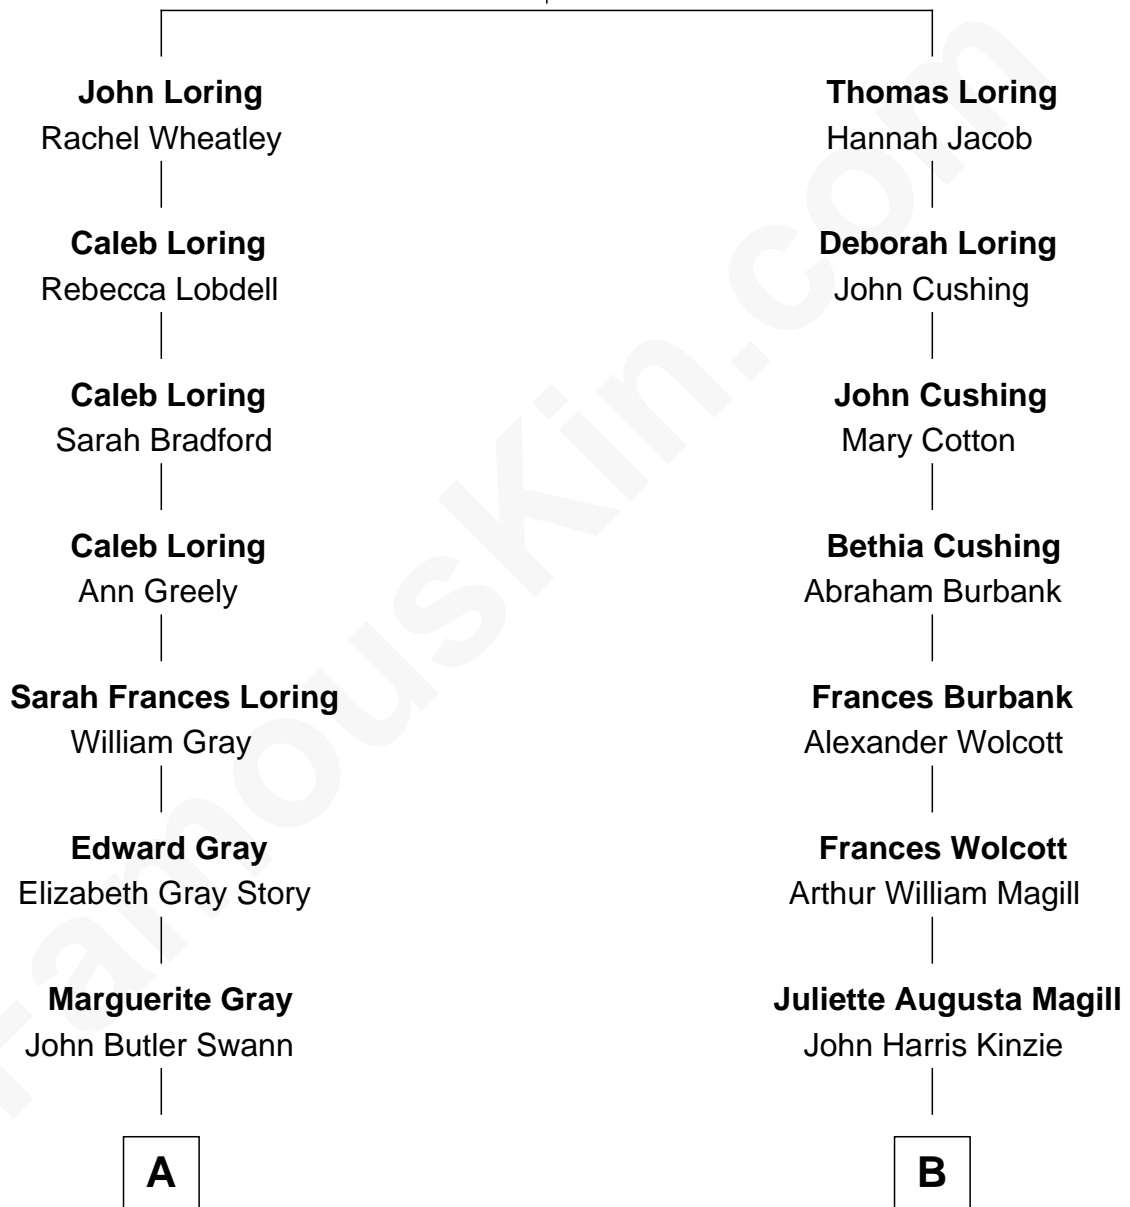 John Loring
Rachel Wheatley
Caleb Loring
Rebecca Lobdell
Caleb Loring
Sarah Bradford
Caleb Loring
Ann Greely
Sarah Frances Loring
William Gray
Edward Gray
Elizabeth Gray Story
Marguerite Gray
John Butler Swann
A
Thomas Loring
Hannah Jacob
Deborah Loring
John Cushing
John Cushing
Mary Cotton
Bethia Cushing
Abraham Burbank
Frances Burbank
Alexander Wolcott
Frances Wolcott
Arthur William Magill
Juliette Augusta Magill
John Harris Kinzie
B
FamousKin.com